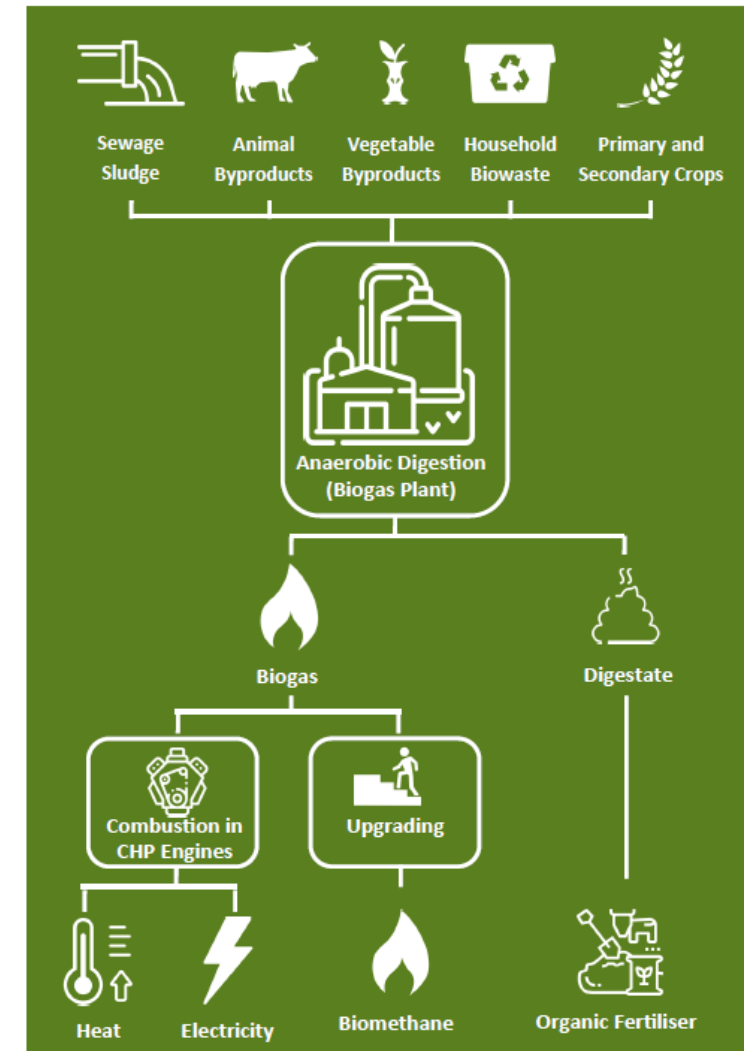 Sewage
Sludge
Animal
Byproducts
Vegetable
Byproducts
Household
Biowaste
Primary and
Secondary Crops
Anaerobic Digestion
(Biogas Plant)
Biogas
Digestate
Combustion in
CHP Engines
Upgrading
Heat
Electricity
Biomethane
Organic Fertiliser